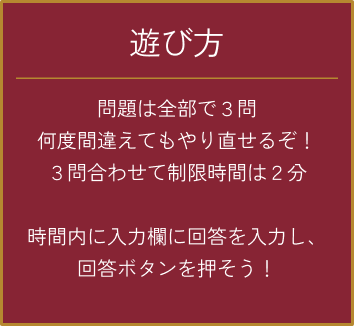 遊び方
問題は全部で３問
何度間違えてもやり直せるぞ！
３問合わせて制限時間は２分
時間内に入力欄に回答を入力し、
回答ボタンを押そう！